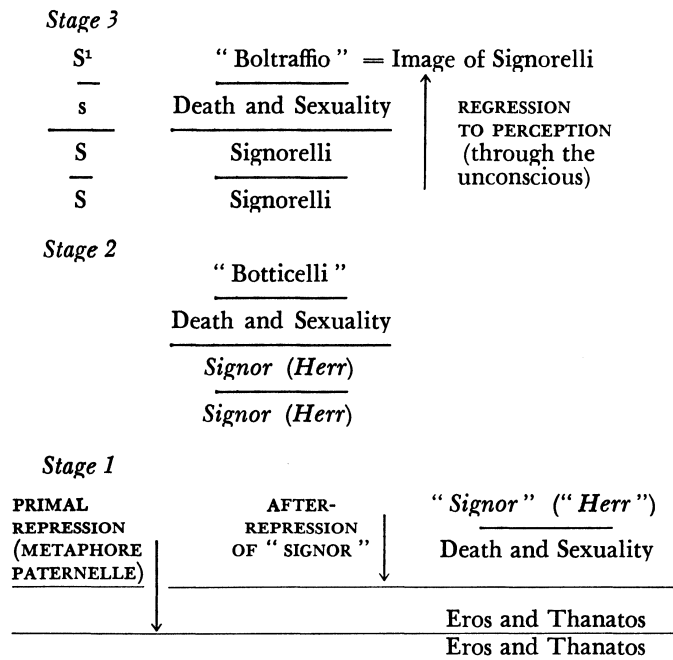 Stage 3
S¹ “Boltraffio” = Image of Signorelli
s Death and Sexuality REGRESSION
TO PERCEPTION
S Signorelli (through the
unconscious)
S Signorelli
Stage 2
“Botticelli”
Death and Sexuality
Signor (Herr)
Signor (Herr)
Stage 1
PRIMAL AFTER- “Signor” (“Herr”)
REPRESSION REPRESSION
(METAPHORE OF “SIGNOR” Death and Sexuality
PATERNELLE)
Eros and Thanatos
Eros and Thanatos